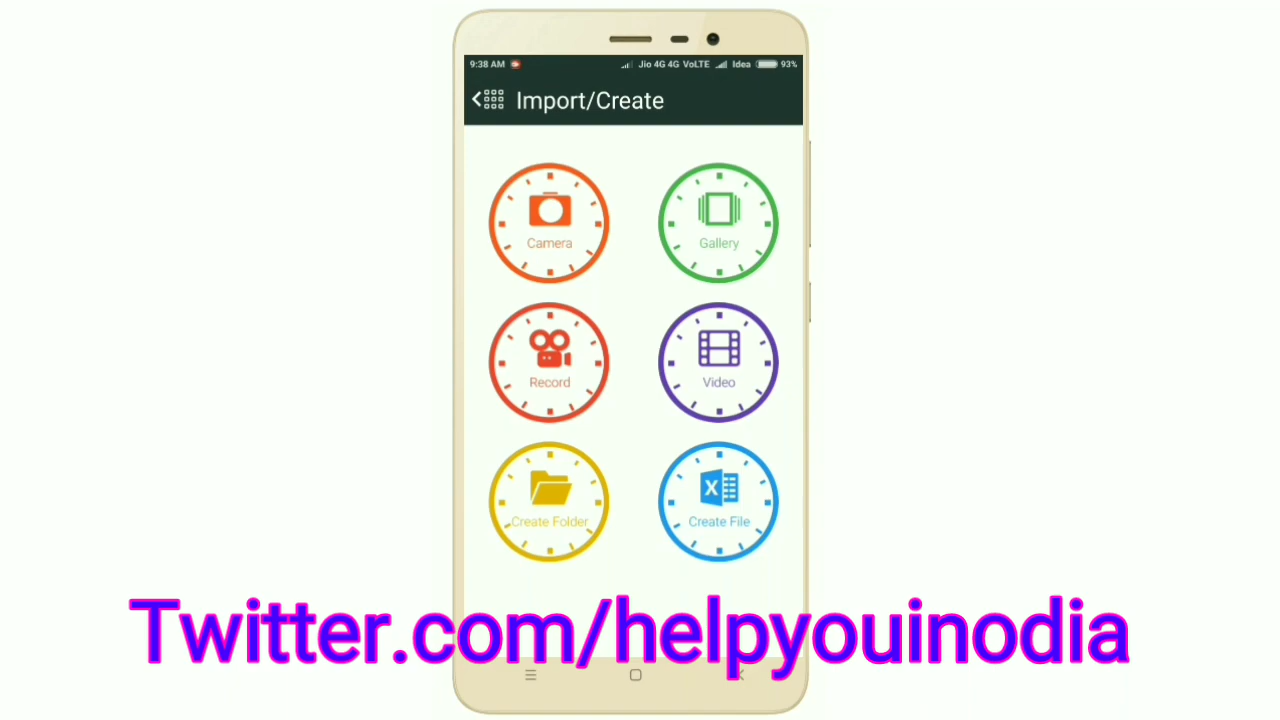 9:38 AM Jio 4G 4G VoLTE Idea 93%
Import/Create
Camera Gallery
Record Video
X
Create Folder Create File
Twitter.com/helpyouinodia